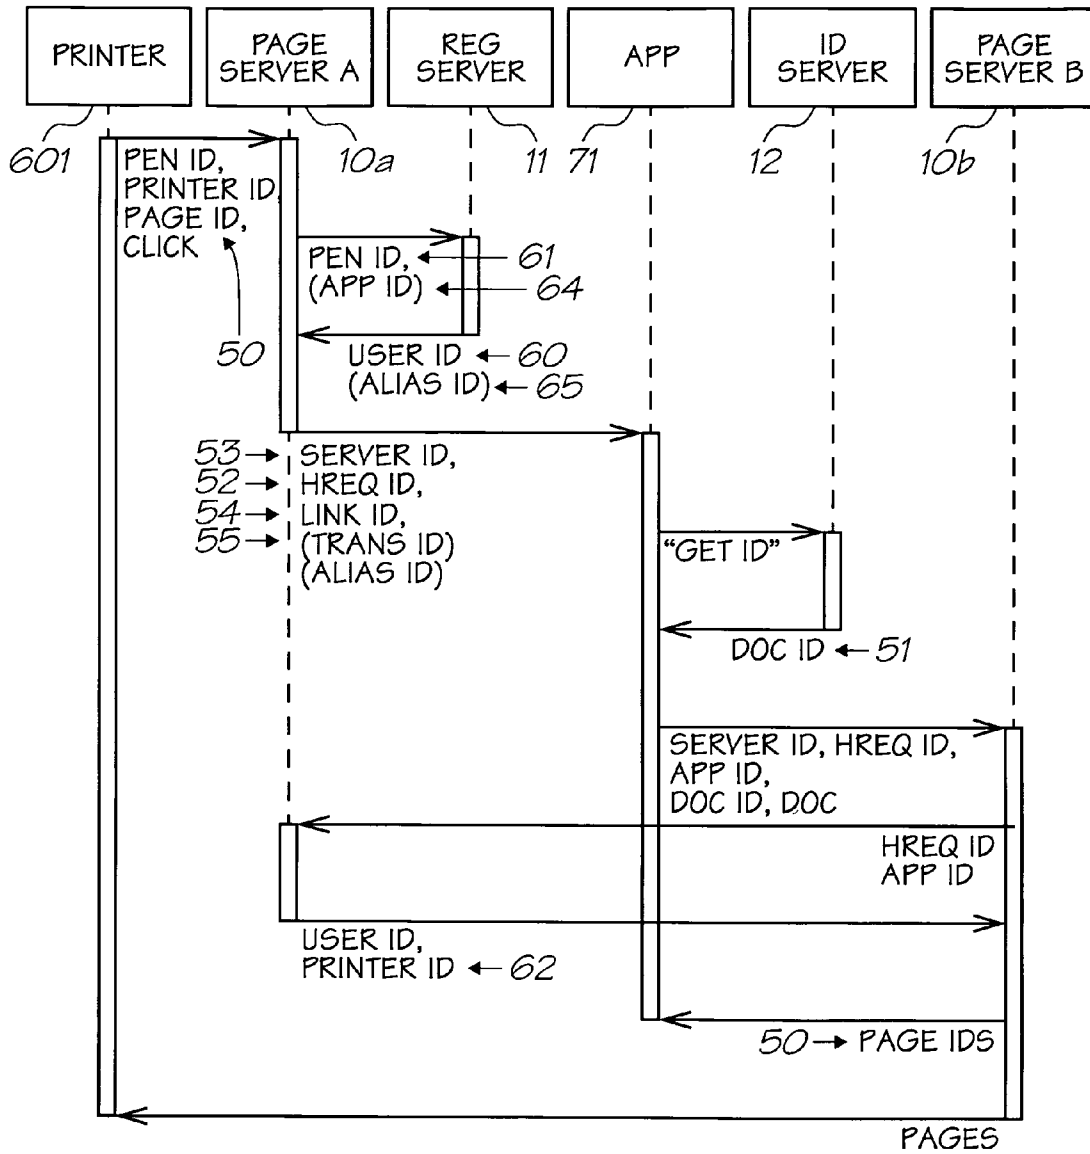 PRINTER
PAGE
SERVER A
REG
SERVER
APP
ID
SERVER
PAGE
SERVER B
601
10a
11
71
12
10b
PEN ID,
PRINTER ID,
PAGE ID,
CLICK
PEN ID, 61
(APP ID) 64
50
USER ID 60
(ALIAS ID) 65
53 SERVER ID,
52 HREQ ID,
54 LINK ID,
55 (TRANS ID)
(ALIAS ID)
“GET ID”
DOC ID 51
SERVER ID, HREQ ID,
APP ID,
DOC ID, DOC
HREQ ID
APP ID
USER ID,
PRINTER ID 62
50 PAGE IDS
PAGES